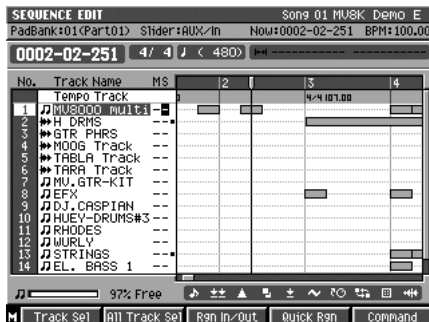 SEQUENCE EDIT Song 01 MV8K Demo E
PadBank:01(Part01) Slider:AUX/In Now:0002-02-251 BPM:100.00
0002-02-251 4/ 4 ♩ ( 480)
No. Track Name MS 2 3 4
Tempo Track 4/4 107.00
1 MV8000 multi --
2 H DRMS --
3 GTR PHRS --
4 MOOG Track --
5 TABLA Track --
6 TARA Track --
7 MV.GTR-KIT --
8 EFX --
9 DJ.CASPIAN --
10 HUEY-DRUMS#3 --
11 RHODES --
12 WURLY --
13 STRINGS --
14 EL. BASS 1 --
97% Free
M Track Sel All Track Sel Rgn In/Out Quick Rgn Command